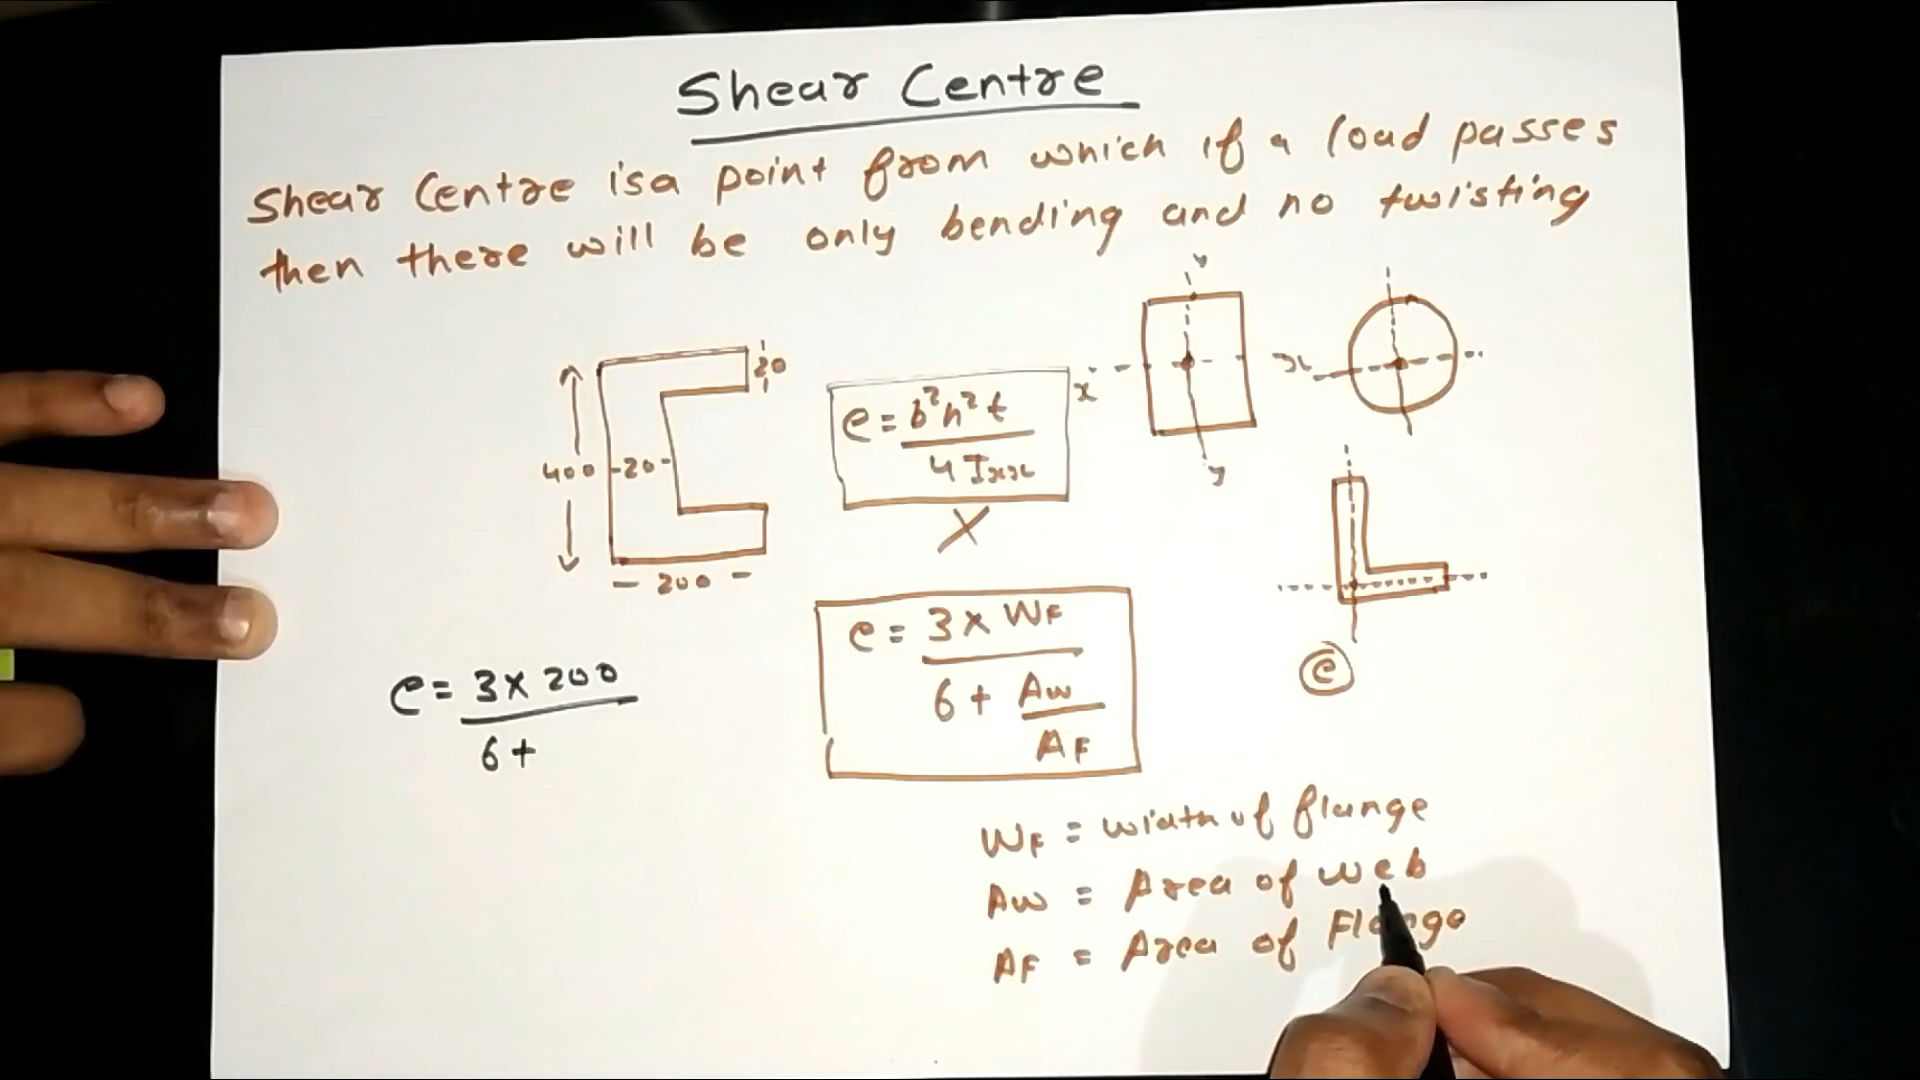 Shear Centre
Shear Centre is a point from which if a load passes
then there will be only bending and no twisting
20
400
20
200
e = b²h²t / 4 Ixx
X
y
x
x
y
e
e = 3 x WF / 6 + Aw / AF
e = 3 x 200 / 6 +
WF = width of flange
Aw = Area of web
AF = Area of Flange